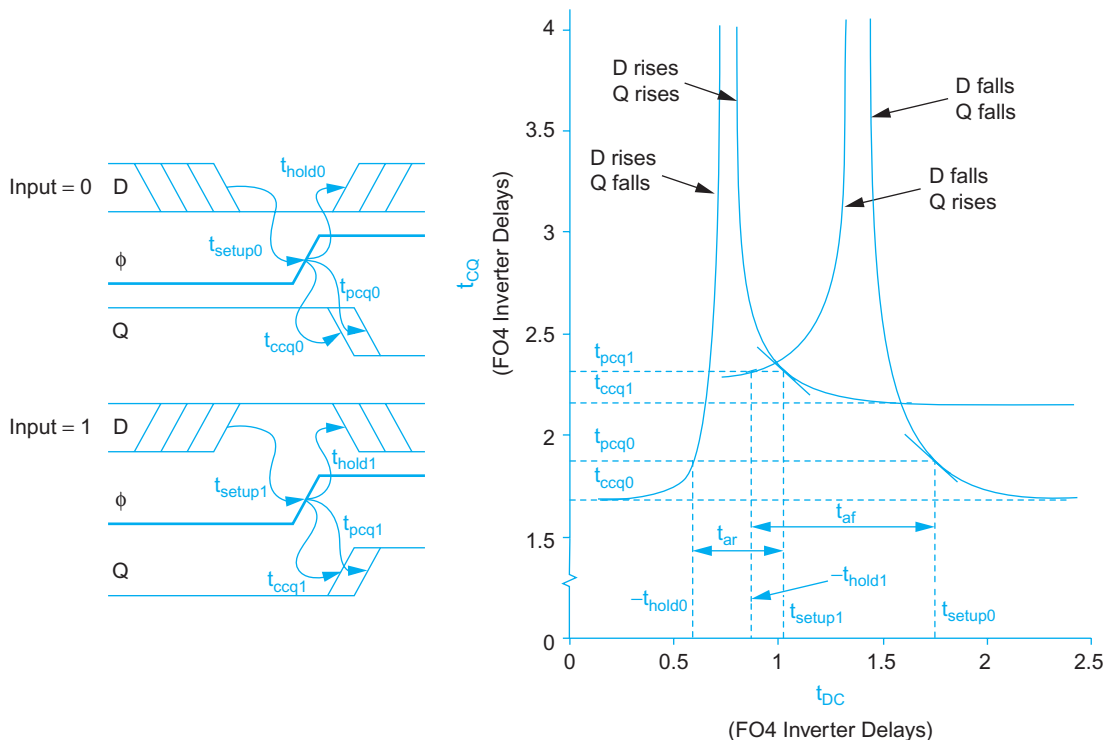 Input = 0
D
t_hold0
t_setup0
ϕ
t_pcq0
Q
t_ccq0
Input = 1
D
t_hold1
t_setup1
ϕ
t_pcq1
Q
t_ccq1
t_CQ
(FO4 Inverter Delays)
4
3.5
3
2.5
2
1.5
0
D rises
Q rises
D rises
Q falls
D falls
Q falls
D falls
Q rises
t_pcq1
t_ccq1
t_pcq0
t_ccq0
t_af
t_ar
−t_hold1
−t_hold0
t_setup1
t_setup0
0
0.5
1
1.5
2
2.5
t_DC
(FO4 Inverter Delays)